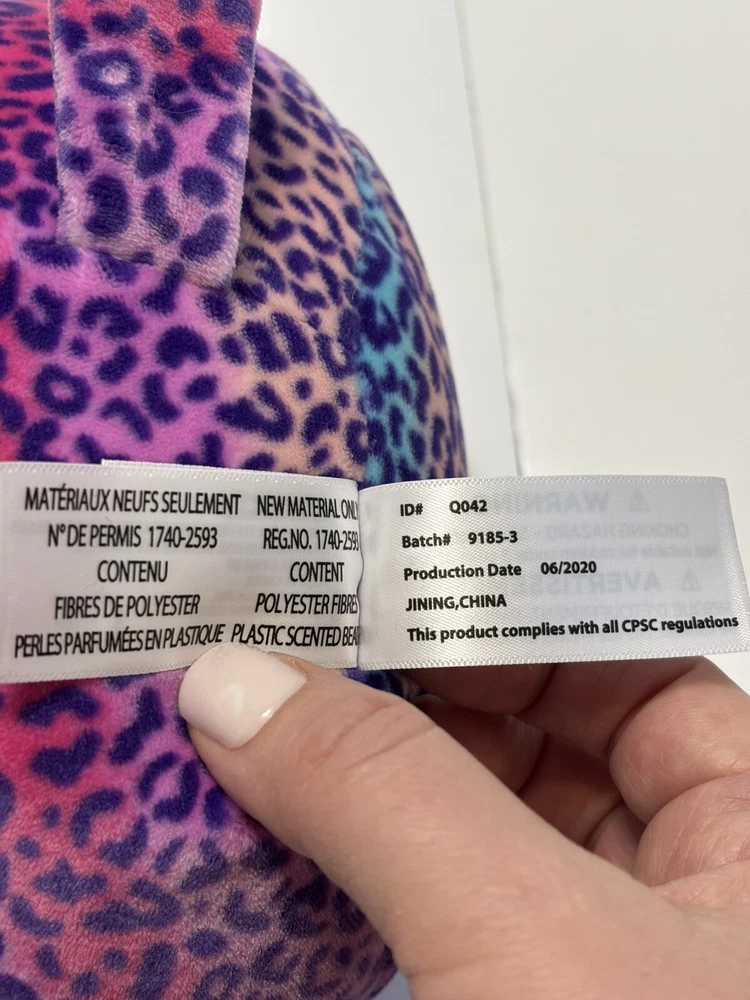 MATÉRIAUX NEUFS SEULEMENT
N° DE PERMIS 1740-2593
CONTENU
FIBRES DE POLYESTER
PERLES PARFUMÉES EN PLASTIQUE
NEW MATERIAL ONLY
REG.NO. 1740-2593
CONTENT
POLYESTER FIBRES
PLASTIC SCENTED
ID# Q042
Batch# 9185-3
Production Date 06/2020
JINING,CHINA
This product complies with all CPSC regulations
WARNING
AVERTISSE